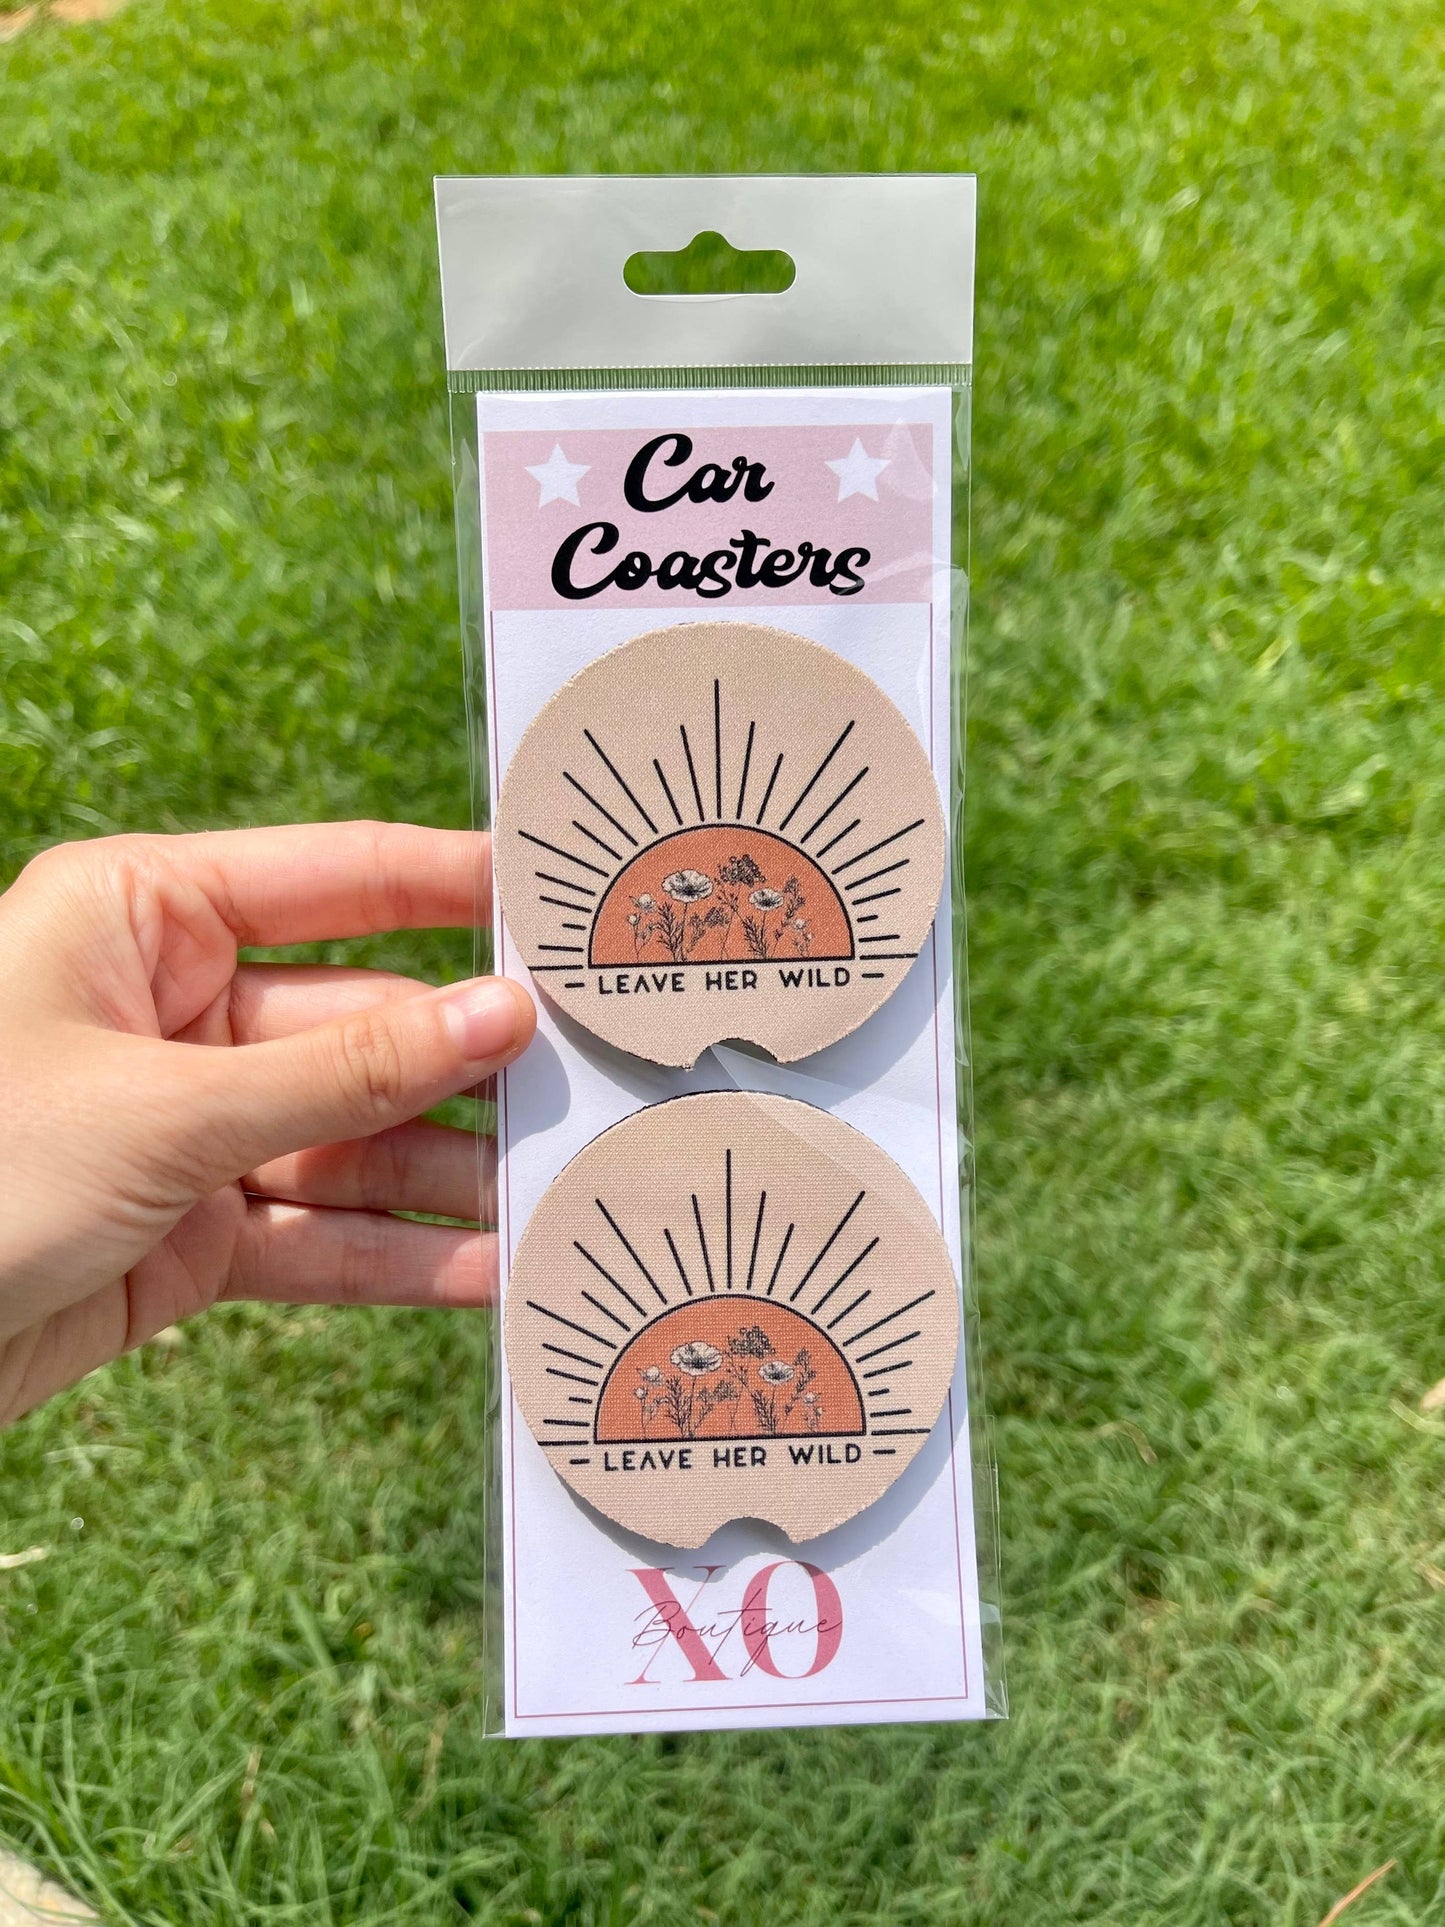 Car
Coasters
— LEAVE HER WILD —
— LEAVE HER WILD —
XO
Boutique